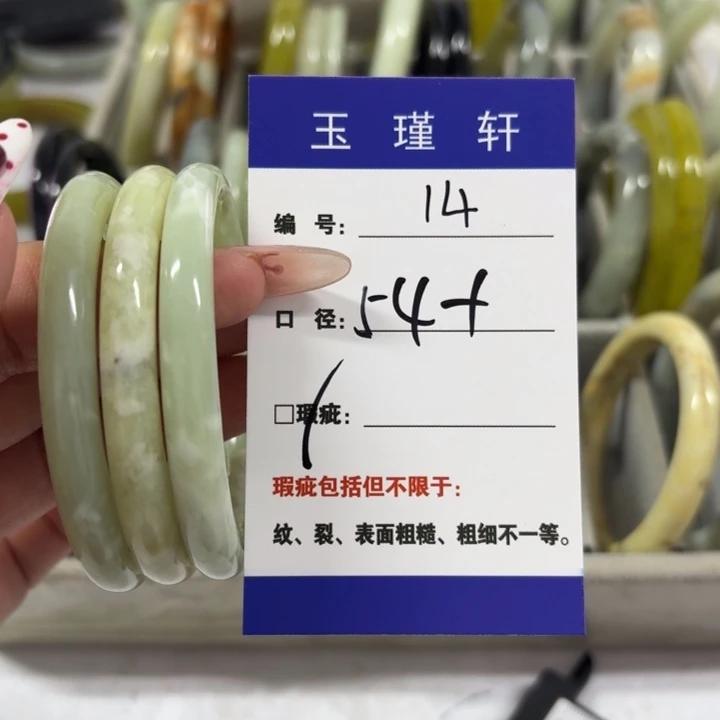 玉瑾轩
编 号: 14
口 径: 54+
□瑕疵:
瑕疵包括但不限于:
纹、裂、表面粗糙、粗细不一等。